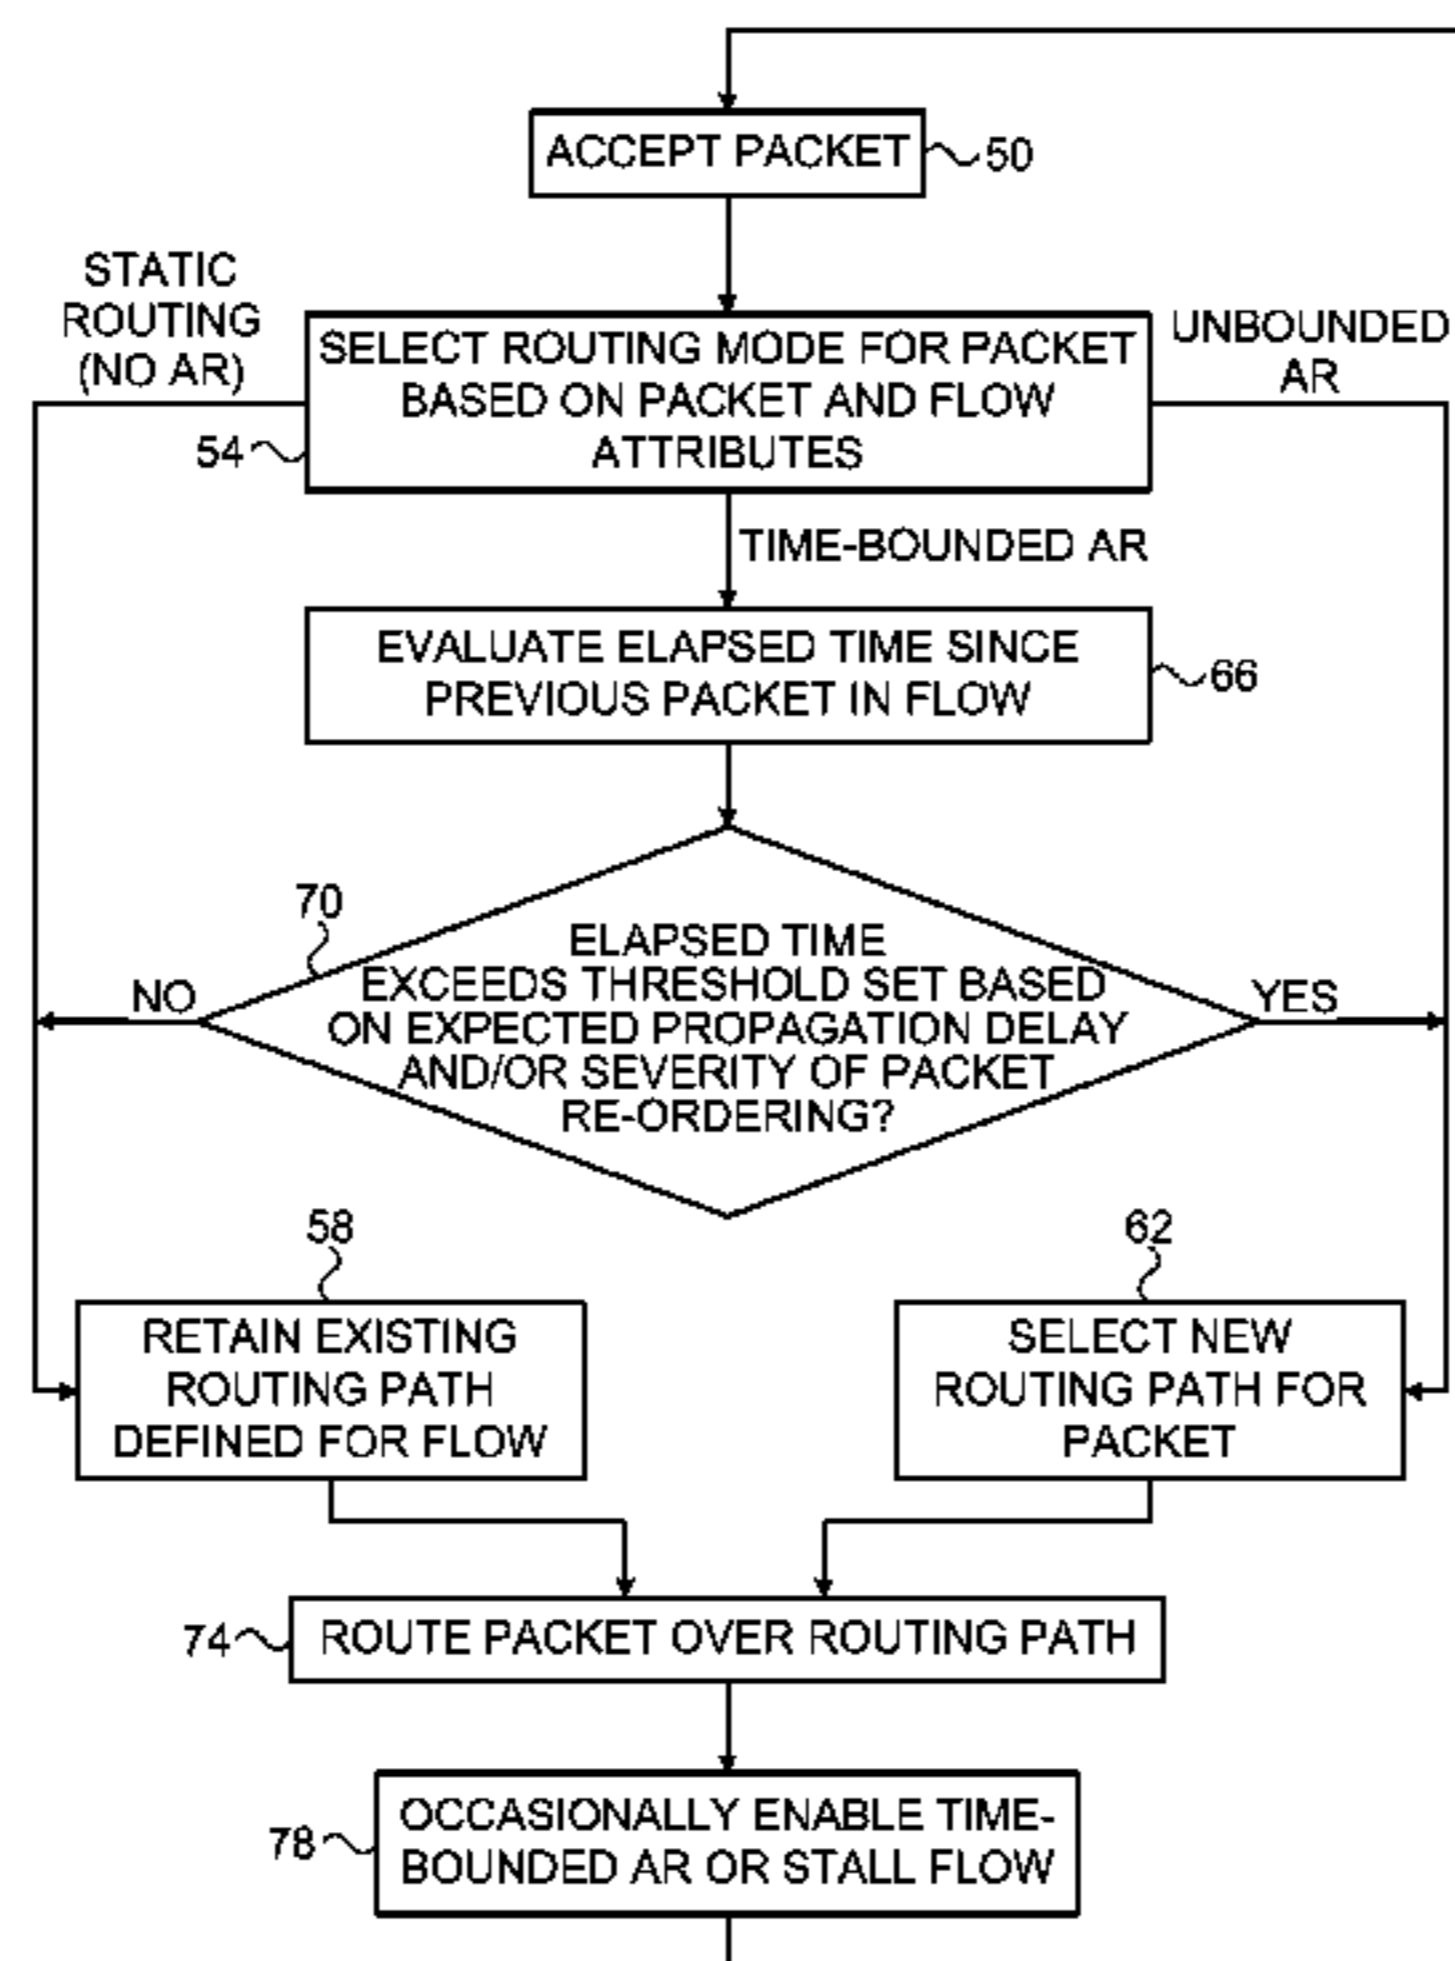 ACCEPT PACKET
50
STATIC
ROUTING
(NO AR)
SELECT ROUTING MODE FOR PACKET
BASED ON PACKET AND FLOW
ATTRIBUTES
54
UNBOUNDED
AR
TIME-BOUNDED AR
EVALUATE ELAPSED TIME SINCE
PREVIOUS PACKET IN FLOW
66
70
ELAPSED TIME
EXCEEDS THRESHOLD SET BASED
ON EXPECTED PROPAGATION DELAY
AND/OR SEVERITY OF PACKET
RE-ORDERING?
NO
YES
58
RETAIN EXISTING
ROUTING PATH
DEFINED FOR FLOW
62
SELECT NEW
ROUTING PATH FOR
PACKET
74
ROUTE PACKET OVER ROUTING PATH
78
OCCASIONALLY ENABLE TIME-
BOUNDED AR OR STALL FLOW